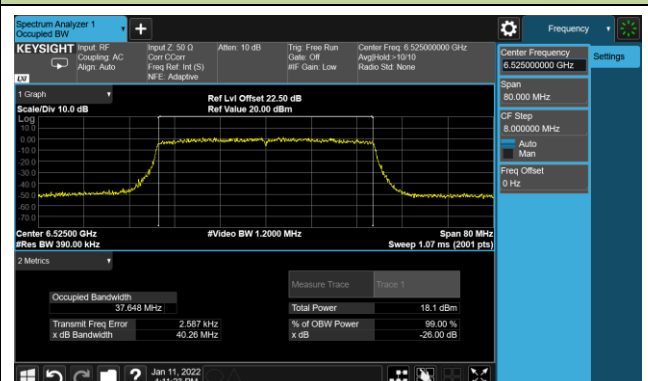 Spectrum Analyzer 1
Occupied BW
+
Frequency
KEYSIGHT
Input: RF
Coupling: AC
Align: Auto
Input Z: 50 Ω
Corr CCorr
Freq Ref: Int (S)
NFE: Adaptive
Atten: 10 dB
Trig: Free Run
Gate: Off
#IF Gain: Low
Center Freq: 6.525000000 GHz
Avg|Hold:>10/10
Radio Std: None
LXI
Center Frequency
6.525000000 GHz
Settings
Span
80.000 MHz
CF Step
8.000000 MHz
Auto
Man
Freq Offset
0 Hz
1 Graph
Scale/Div 10.0 dB
Ref Lvl Offset 22.50 dB
Ref Value 20.00 dBm
Log
10.0
0.00
-10.0
-20.0
-30.0
-40.0
-50.0
-60.0
-70.0
Center 6.52500 GHz
#Video BW 1.2000 MHz
Span 80 MHz
#Res BW 390.00 kHz
Sweep 1.07 ms (2001 pts)
2 Metrics
Measure Trace
Trace 1
Occupied Bandwidth
37.648 MHz
Total Power
18.1 dBm
Transmit Freq Error
2.587 kHz
% of OBW Power
99.00 %
x dB Bandwidth
40.26 MHz
x dB
-26.00 dB
?
Jan 11, 2022